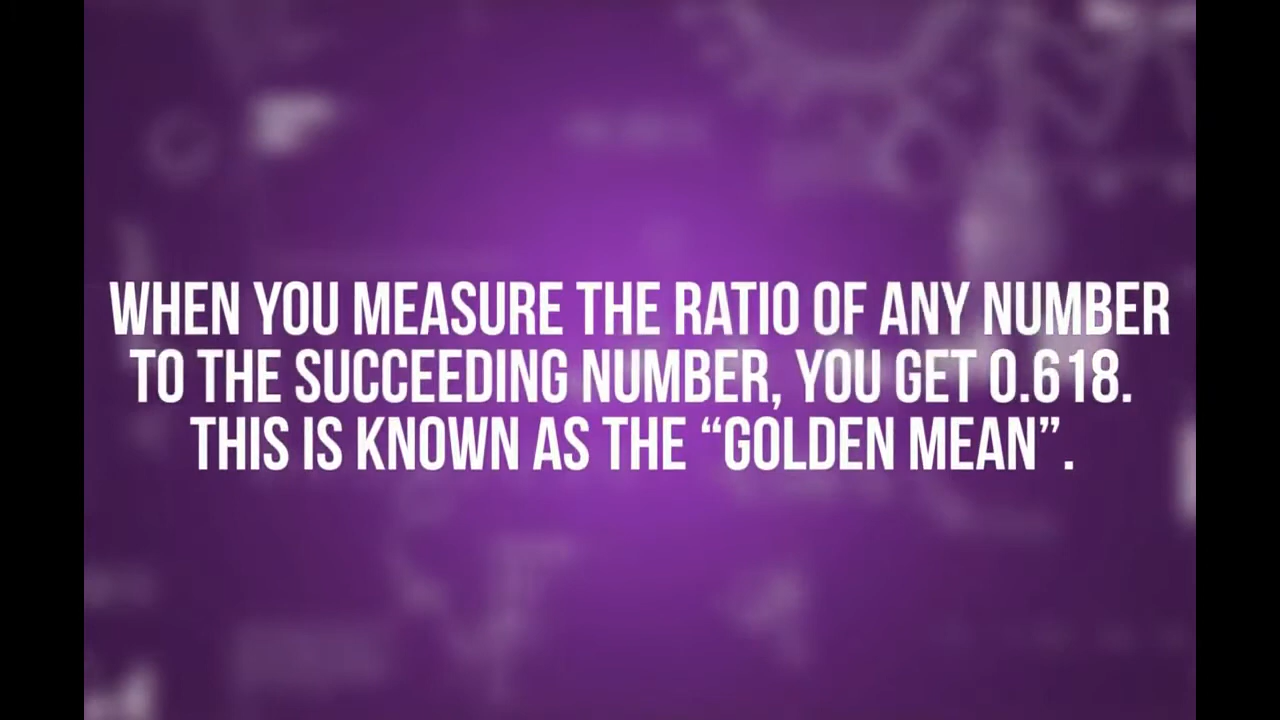 WHEN YOU MEASURE THE RATIO OF ANY NUMBER
TO THE SUCCEEDING NUMBER, YOU GET 0.618.
THIS IS KNOWN AS THE “GOLDEN MEAN”.